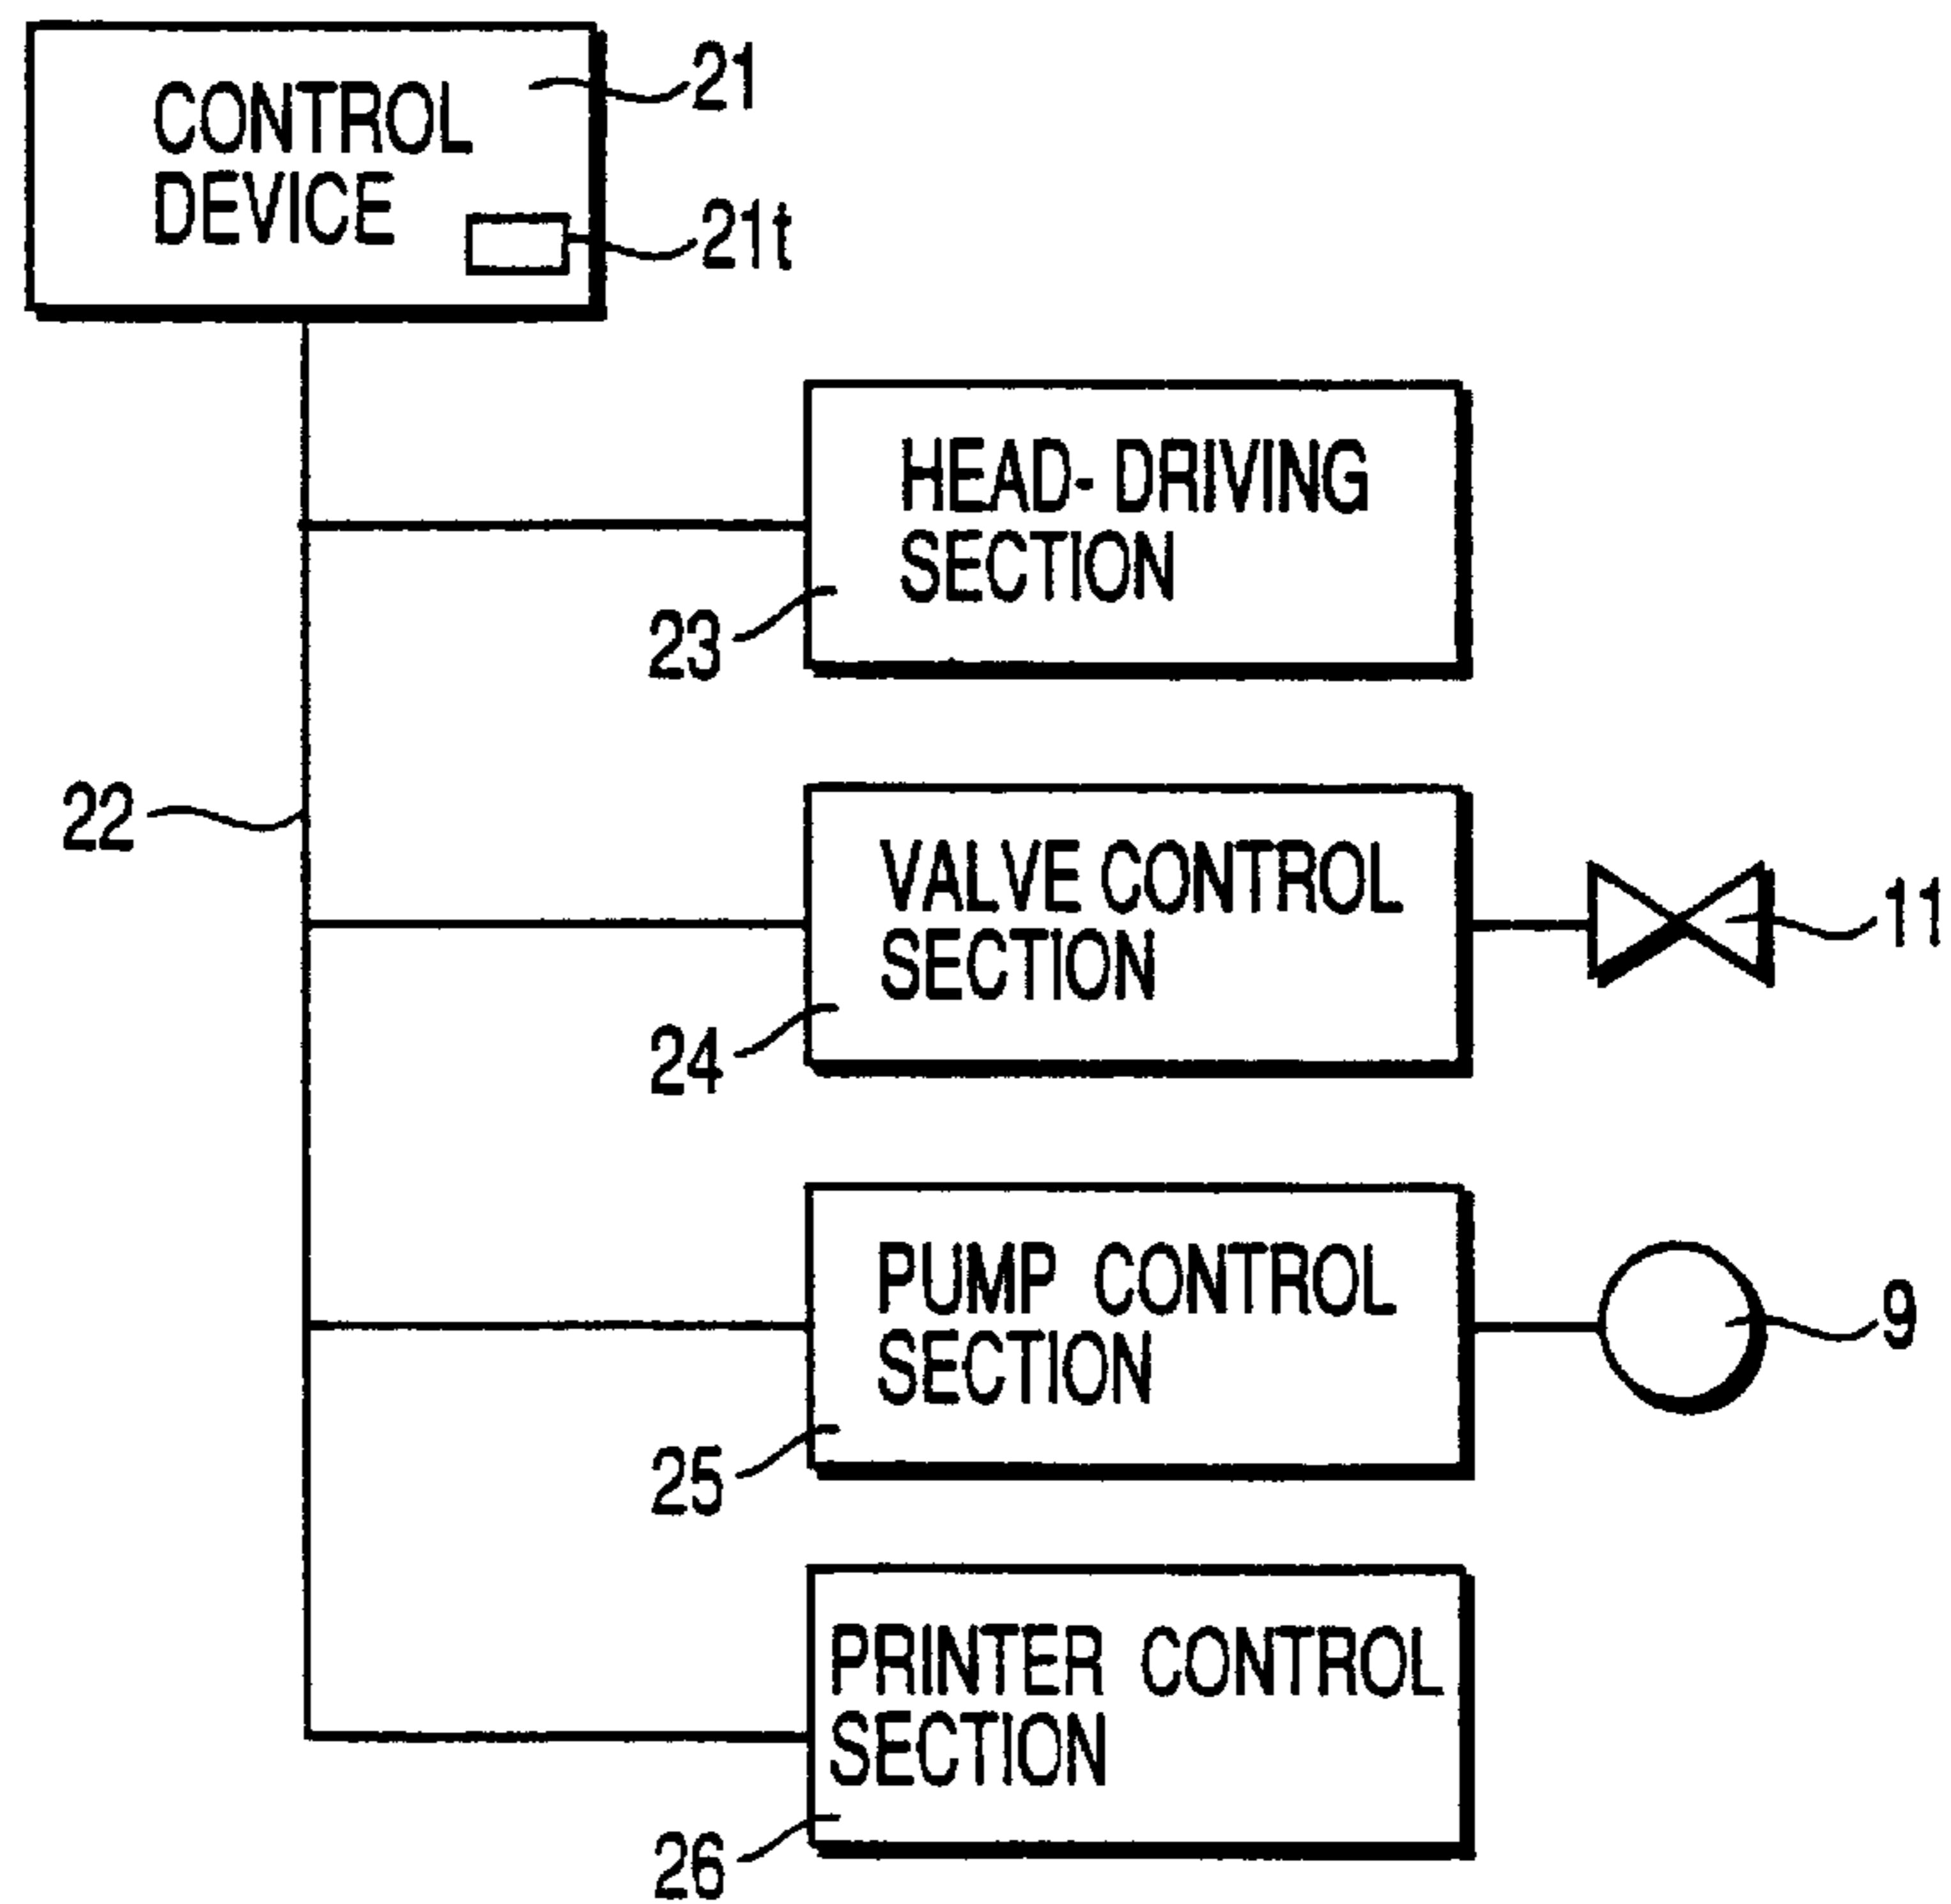 CONTROL
DEVICE
21
21t
HEAD- DRIVING
SECTION
23
22
VALVE CONTROL
SECTION
24
11
PUMP CONTROL
SECTION
25
9
PRINTER CONTROL
SECTION
26